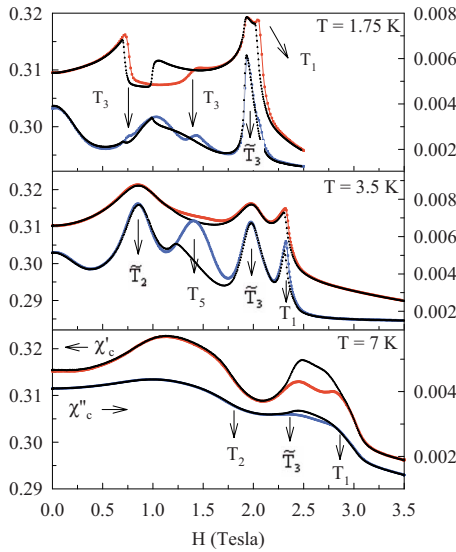 0.32
0.31
0.30
T = 1.75 K
T₁
T₃
T₃
T̃₃
0.008
0.006
0.004
0.002
0.32
0.31
0.30
0.29
T = 3.5 K
T̃₂
T₅
T̃₃
T₁
0.008
0.006
0.004
0.002
0.32
0.31
0.30
0.29
T = 7 K
χ'c
χ"c
T₂
T̃₃
T₁
0.004
0.002
0.0 0.5 1.0 1.5 2.0 2.5 3.0 3.5
H (Tesla)